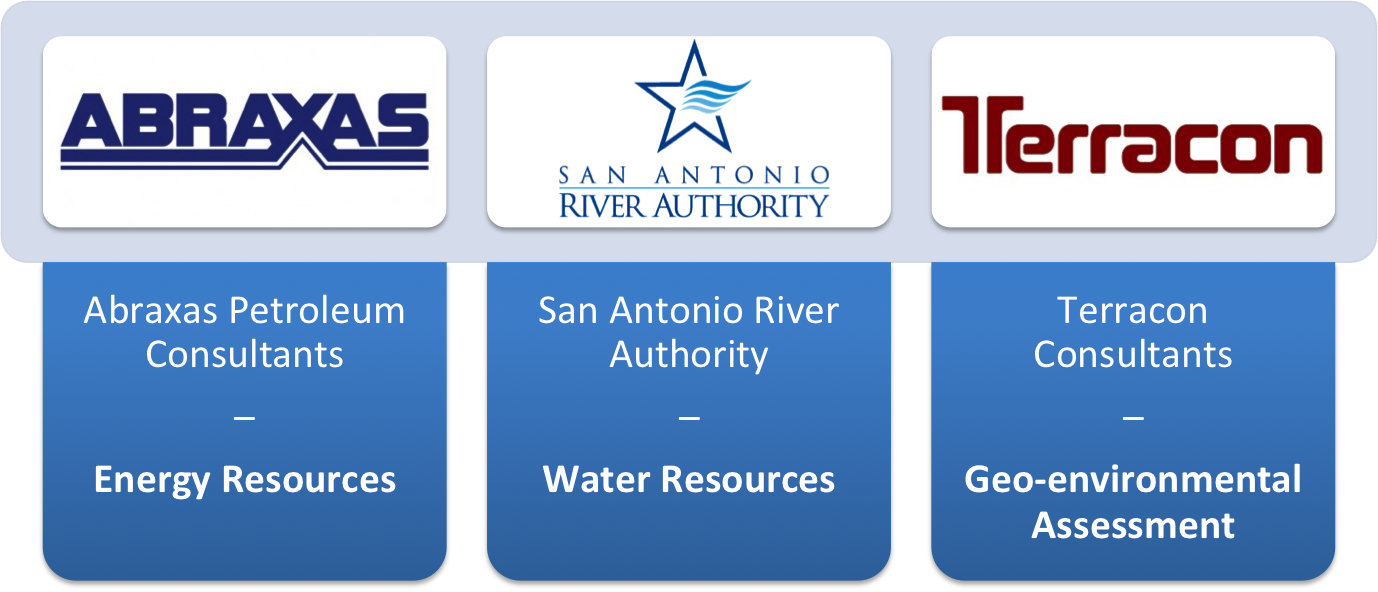 ABRAXAS
SAN ANTONIO
RIVER AUTHORITY
Terracon
Abraxas Petroleum
Consultants
–
Energy Resources
San Antonio River
Authority
–
Water Resources
Terracon
Consultants
–
Geo-environmental
Assessment